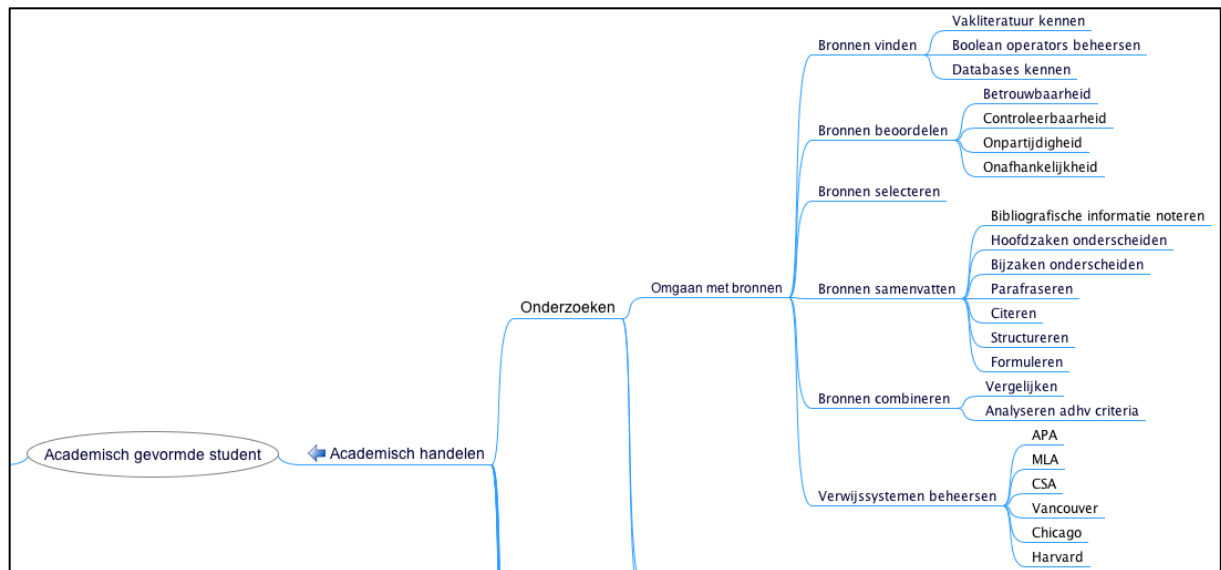 Academisch gevormde student
Academisch handelen
Onderzoeken
Omgaan met bronnen
Bronnen vinden
Vakliteratuur kennen
Boolean operators beheersen
Databases kennen
Bronnen beoordelen
Betrouwbaarheid
Controleerbaarheid
Onpartijdigheid
Onafhankelijkheid
Bronnen selecteren
Bronnen samenvatten
Bibliografische informatie noteren
Hoofdzaken onderscheiden
Bijzaken onderscheiden
Parafraseren
Citeren
Structureren
Formuleren
Bronnen combineren
Vergelijken
Analyseren adhv criteria
Verwijssystemen beheersen
APA
MLA
CSA
Vancouver
Chicago
Harvard